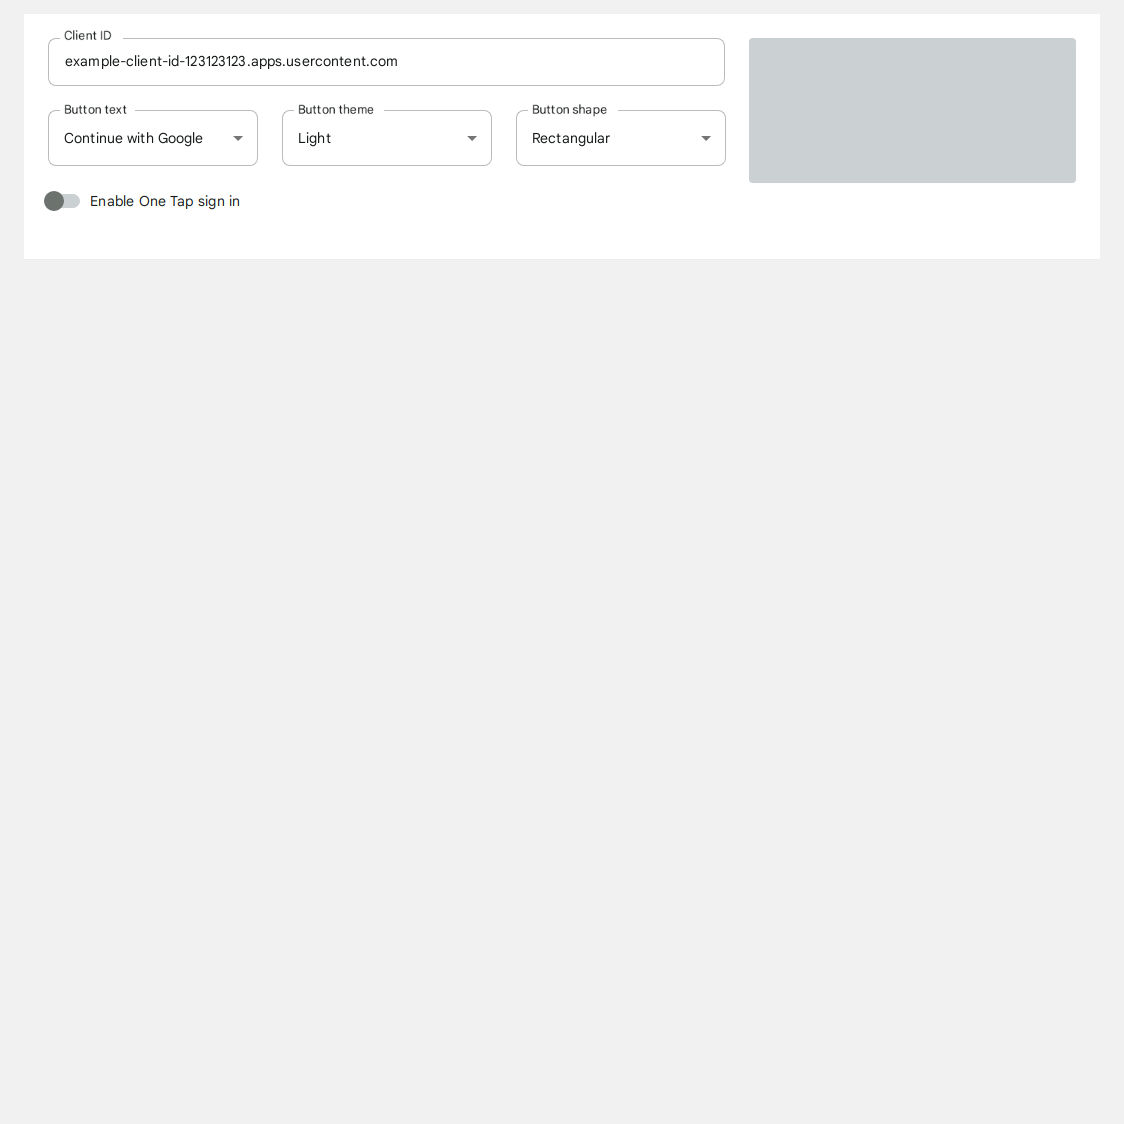 Client ID
example-client-id-123123123.apps.usercontent.com
Button text
Continue with Google
Button theme
Light
Button shape
Rectangular
Enable One Tap sign in